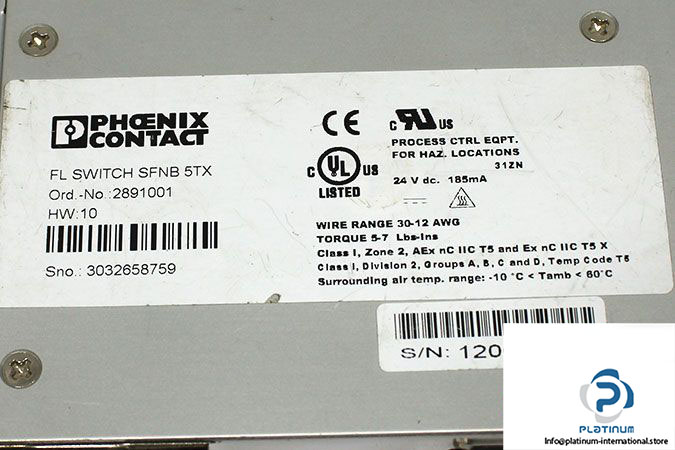 PHOENIX
CONTACT
FL SWITCH SFNB 5TX
Ord.-No.:2891001
HW:10
Sno.: 3032658759
CE
c RU US
PROCESS CTRL EQPT.
FOR HAZ. LOCATIONS
31ZN
C UL US
LISTED
24 V dc. 185mA
WIRE RANGE 30-12 AWG
TORQUE 5-7 Lbs-Ins
Class I, Zone 2, AEx nC IIC T5 and Ex nC IIC T5 X
Class I, Division 2, Groups A, B, C and D, Temp Code T5
Surrounding air temp. range: -10 °C < Tamb < 60°C
S/N: 120
PLATINUM
Info@platinum-international.store